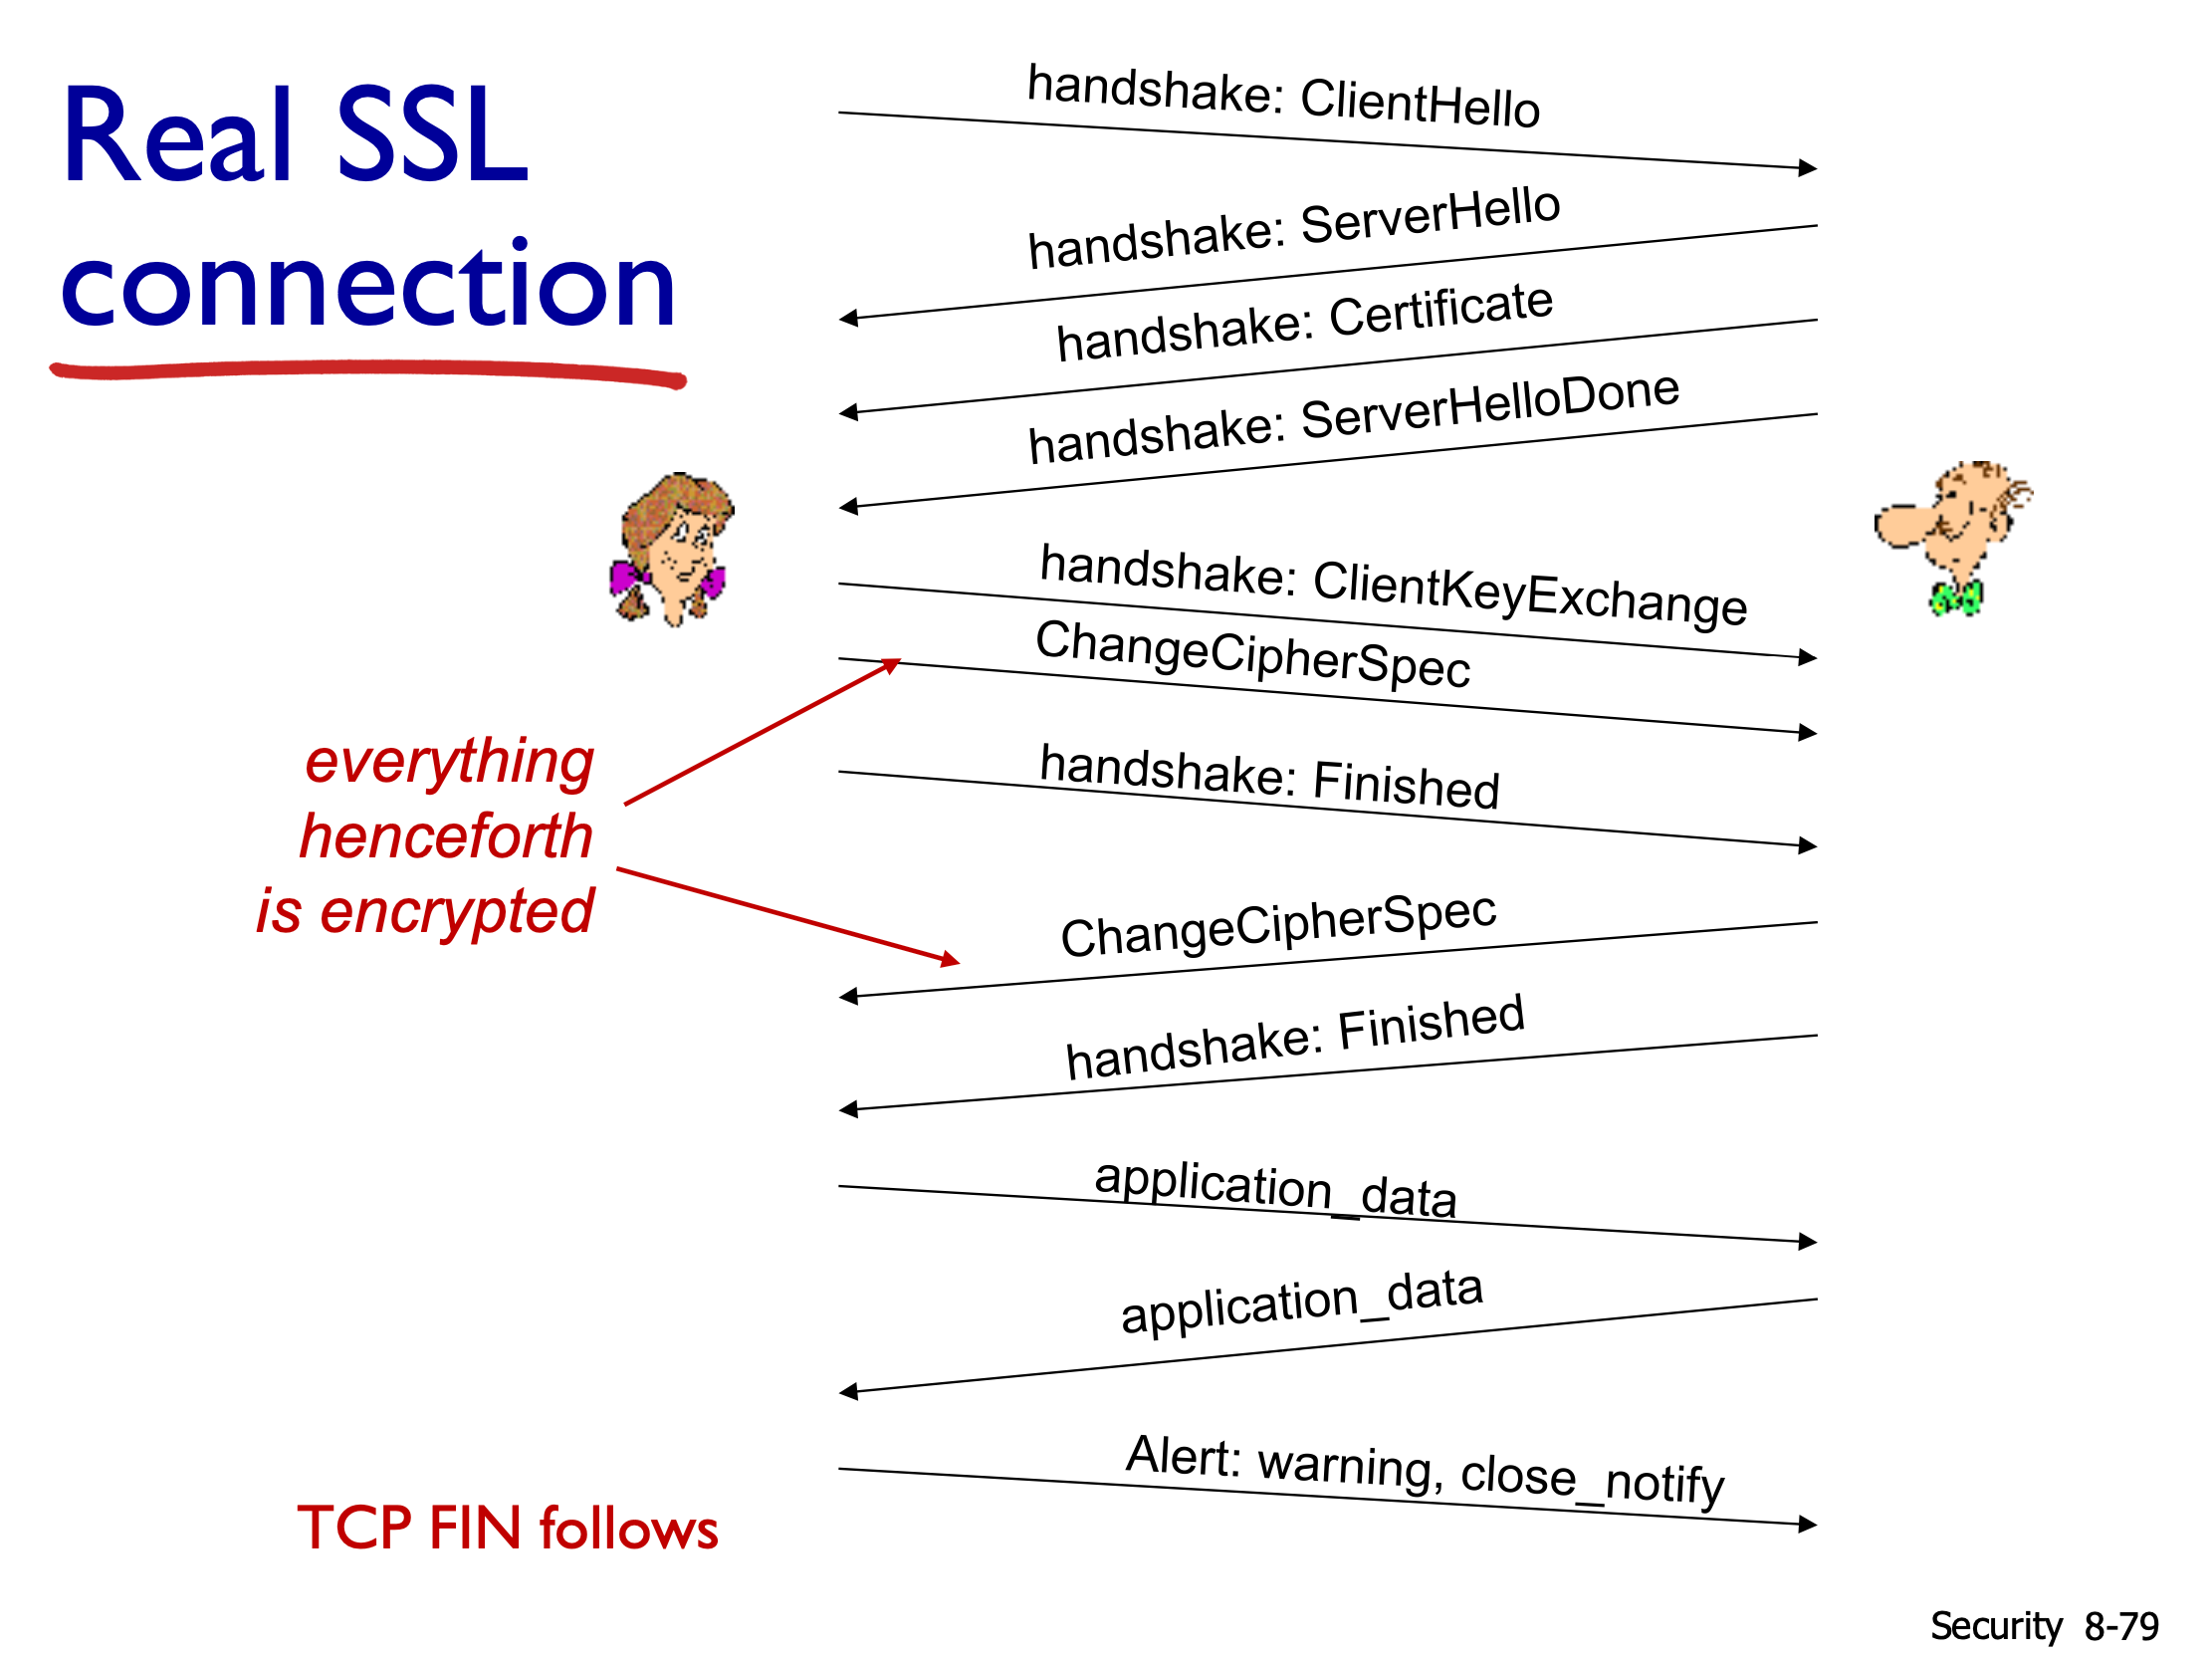 Real SSL
connection
handshake: ClientHello
handshake: ServerHello
handshake: Certificate
handshake: ServerHelloDone
handshake: ClientKeyExchange
ChangeCipherSpec
everything
henceforth
is encrypted
handshake: Finished
ChangeCipherSpec
handshake: Finished
application_data
application_data
Alert: warning, close_notify
TCP FIN follows
Security 8-79